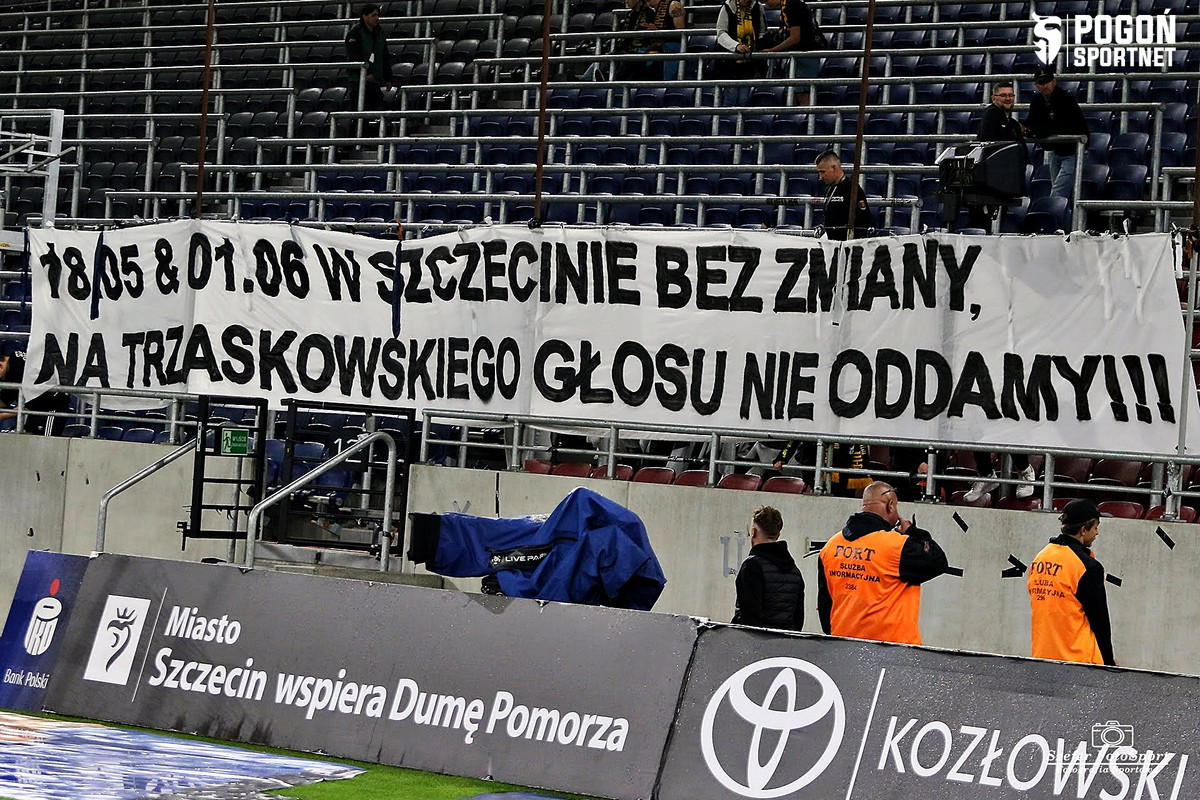 POGOŃ
SPORTNET
18.05 & 01.06 W SZCZECINIE BEZ ZMIANY,
NA TRZASKOWSKIEGO GŁOSU NIE ODDAMY!!!
LIVE PARK
FORT
SŁUŻBA
INFORMACYJNA
FORT
SŁUŻBA
Bank Polski
Miasto
Szczecin wspiera Dumę Pomorza
KOZŁOWSKI